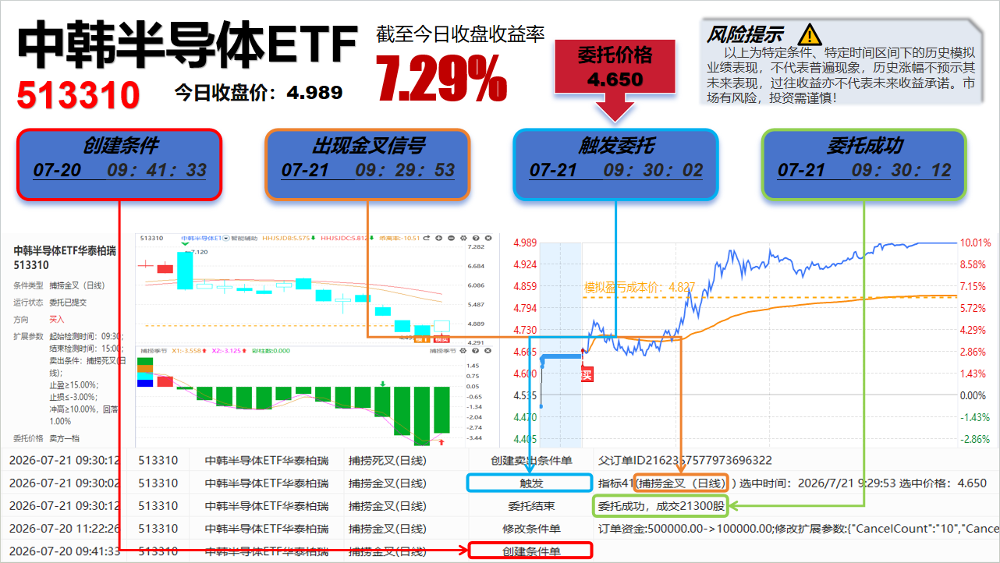 中韩半导体ETF
513310
今日收盘价：4.989
截至今日收盘收益率
7.29%
委托价格
4.650
风险提示
以上为特定条件、特定时间区间下的历史模拟
业绩表现，不代表普遍现象，历史涨幅不预示其
未来表现，过往收益亦不代表未来收益承诺。市
场有风险，投资需谨慎！
创建条件
07-20 09：41：33
出现金叉信号
07-21 09：29：53
触发委托
07-21 09：30：02
委托成功
07-21 09：30：12
中韩半导体ETF华泰柏瑞
513310
条件类型 捕捞金叉（日线）
运行状态 委托已提交
方向 买入
扩展参数 起始检测时间：09:30;
结束检测时间：15:00;
卖出条件：捕捞死叉(日
线);
止盈≥15.00%;
止损≤-3.00%;
冲高≥10.00%，回落
1.00%
委托价格 卖方一档
513310 中韩半导体E1 智能辅助 HHJSJDB:5.575 HHJSJDC:5.812 乖离率:-10.51
7.120
7.282
6.684
6.086
5.487
4.889
4.291
捕捞季节 X1:-3.558 X2:-3.125 彩柱数:0.000 捕捞季节
1.45
0.75
0.05
-0.65
-1.34
-2.04
-2.74
-3.44
4.989
4.924
4.859
4.794
4.730
4.665
4.600
4.535
4.470
4.405
模拟盈亏成本价：4.827
买
10.01%
8.58%
7.15%
5.72%
4.29%
2.86%
1.43%
0.00%
-1.43%
-2.86%
2026-07-21 09:30:12 513310 中韩半导体ETF华泰柏瑞 捕捞死叉(日线) 创建卖出条件单 父订单ID2162357577973696322
2026-07-21 09:30:02 513310 中韩半导体ETF华泰柏瑞 捕捞金叉(日线) 触发 指标41(捕捞金叉（日线）) 选中时间：2026/7/21 9:29:53 选中价格：4.650
2026-07-21 09:30:12 513310 中韩半导体ETF华泰柏瑞 捕捞金叉(日线) 委托结束 委托成功，成交21300股
2026-07-20 11:22:26 513310 中韩半导体ETF华泰柏瑞 捕捞金叉(日线) 修改条件单 订单资金:500000.00->100000.00;修改扩展参数:{"CancelCount":"10","Cance
2026-07-20 09:41:33 513310 中韩半导体ETF华泰柏瑞 捕捞金叉(日线) 创建条件单